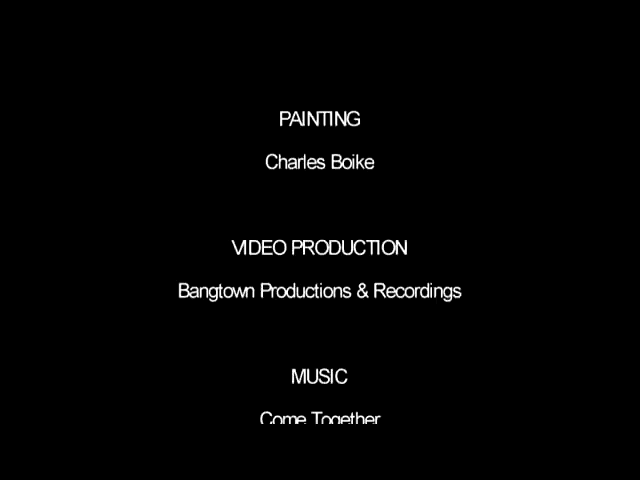 PAINTING
Charles Boike
VIDEO PRODUCTION
Bangtown Productions & Recordings
MUSIC
Come Together